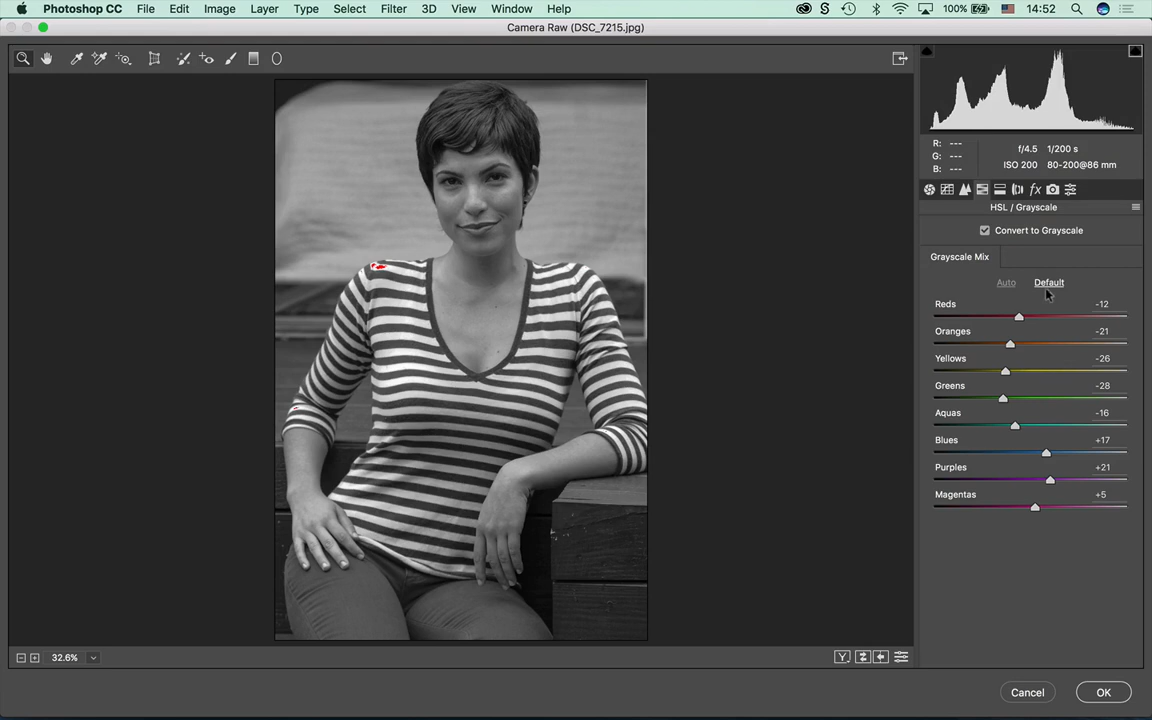 Photoshop CC File Edit Image Layer Type Select Filter 3D View Window Help 100% 14:52
Camera Raw (DSC_7215.jpg)
R: --- f/4.5 1/200 s
G: ---
B: --- ISO 200 80-200@86 mm
HSL / Grayscale
Convert to Grayscale
Grayscale Mix
Auto Default
Reds -12
Oranges -21
Yellows -26
Greens -28
Aquas -16
Blues +17
Purples +21
Magentas +5
32.6%
Cancel OK